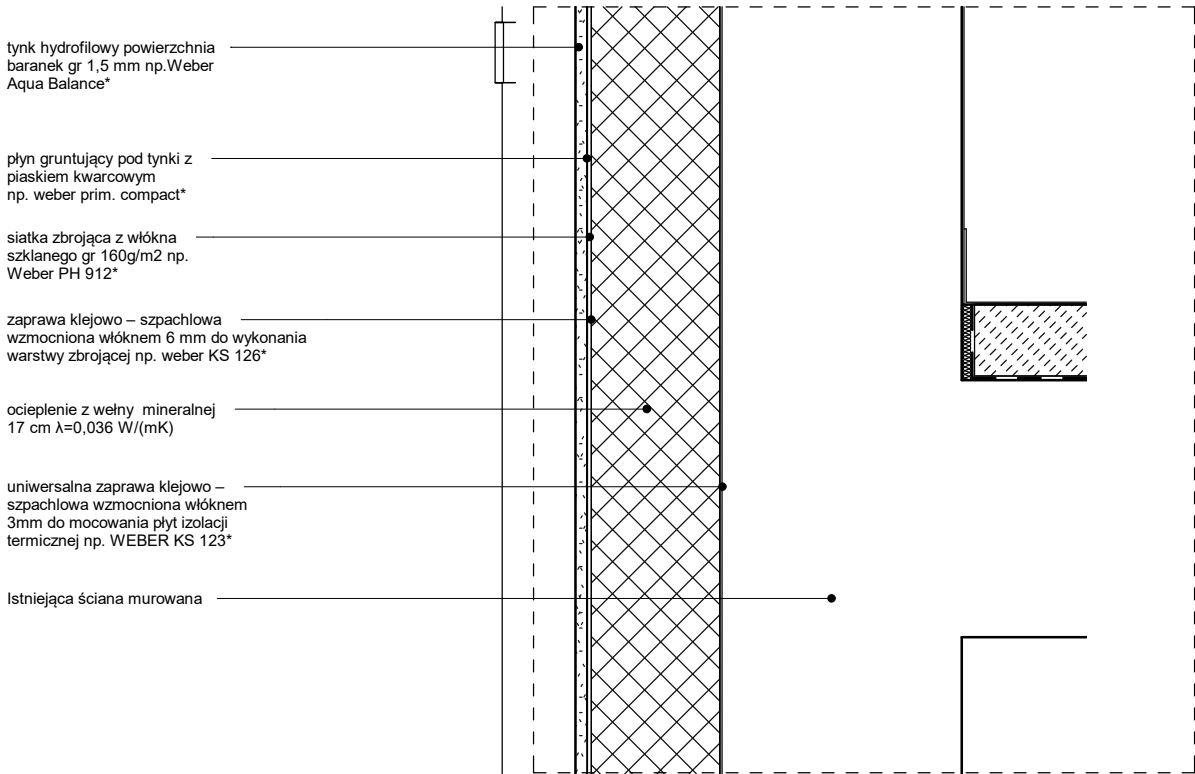 tynk hydrofilowy powierzchnia
baranek gr 1,5 mm np.Weber
Aqua Balance*
płyn gruntujący pod tynki z
piaskiem kwarcowym
np. weber prim. compact*
siatka zbrojąca z włókna
szklanego gr 160g/m2 np.
Weber PH 912*
zaprawa klejowo – szpachlowa
wzmocniona włóknem 6 mm do wykonania
warstwy zbrojącej np. weber KS 126*
ocieplenie z wełny mineralnej
17 cm λ=0,036 W/(mK)
uniwersalna zaprawa klejowo –
szpachlowa wzmocniona włóknem
3mm do mocowania płyt izolacji
termicznej np. WEBER KS 123*
Istniejąca ściana murowana